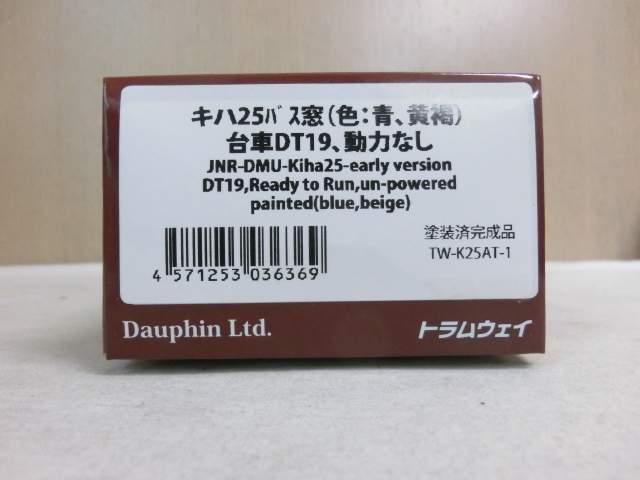 キハ25バス窓(色:青、黄褐)
台車DT19、動力なし
JNR-DMU-Kiha25-early version
DT19,Ready to Run,un-powered
painted(blue,beige)
塗装済完成品
TW-K25AT-1
4 571253 036369
Dauphin Ltd.
トラムウェイ